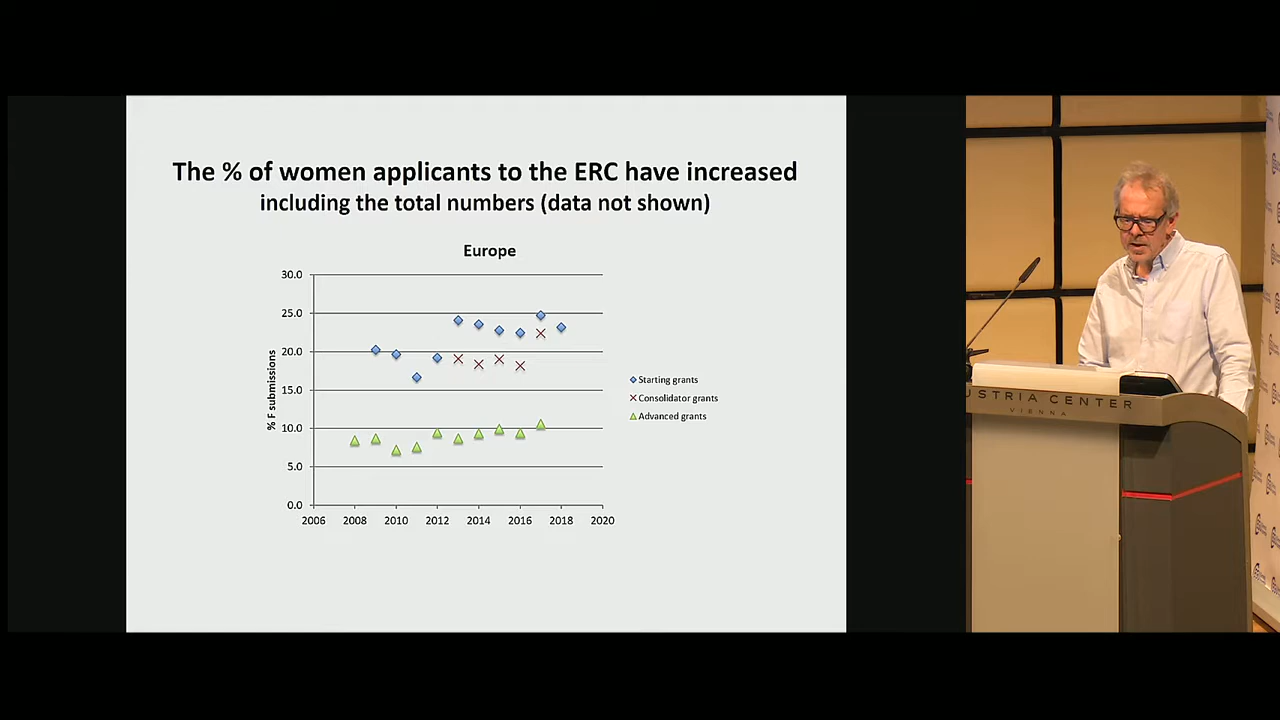 The % of women applicants to the ERC have increased
including the total numbers (data not shown)
Europe
30.0
25.0
20.0
15.0
10.0
5.0
0.0
% F submissions
2006 2008 2010 2012 2014 2016 2018 2020
Starting grants
Consolidator grants
Advanced grants
USTRIA CENTER
VIENNA